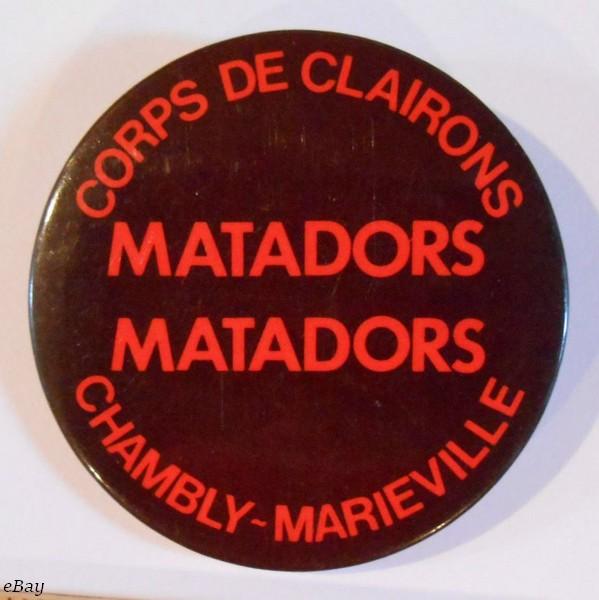 CORPS DE CLAIRONS
MATADORS
MATADORS
CHAMBLY~MARIEVILLE
eBay